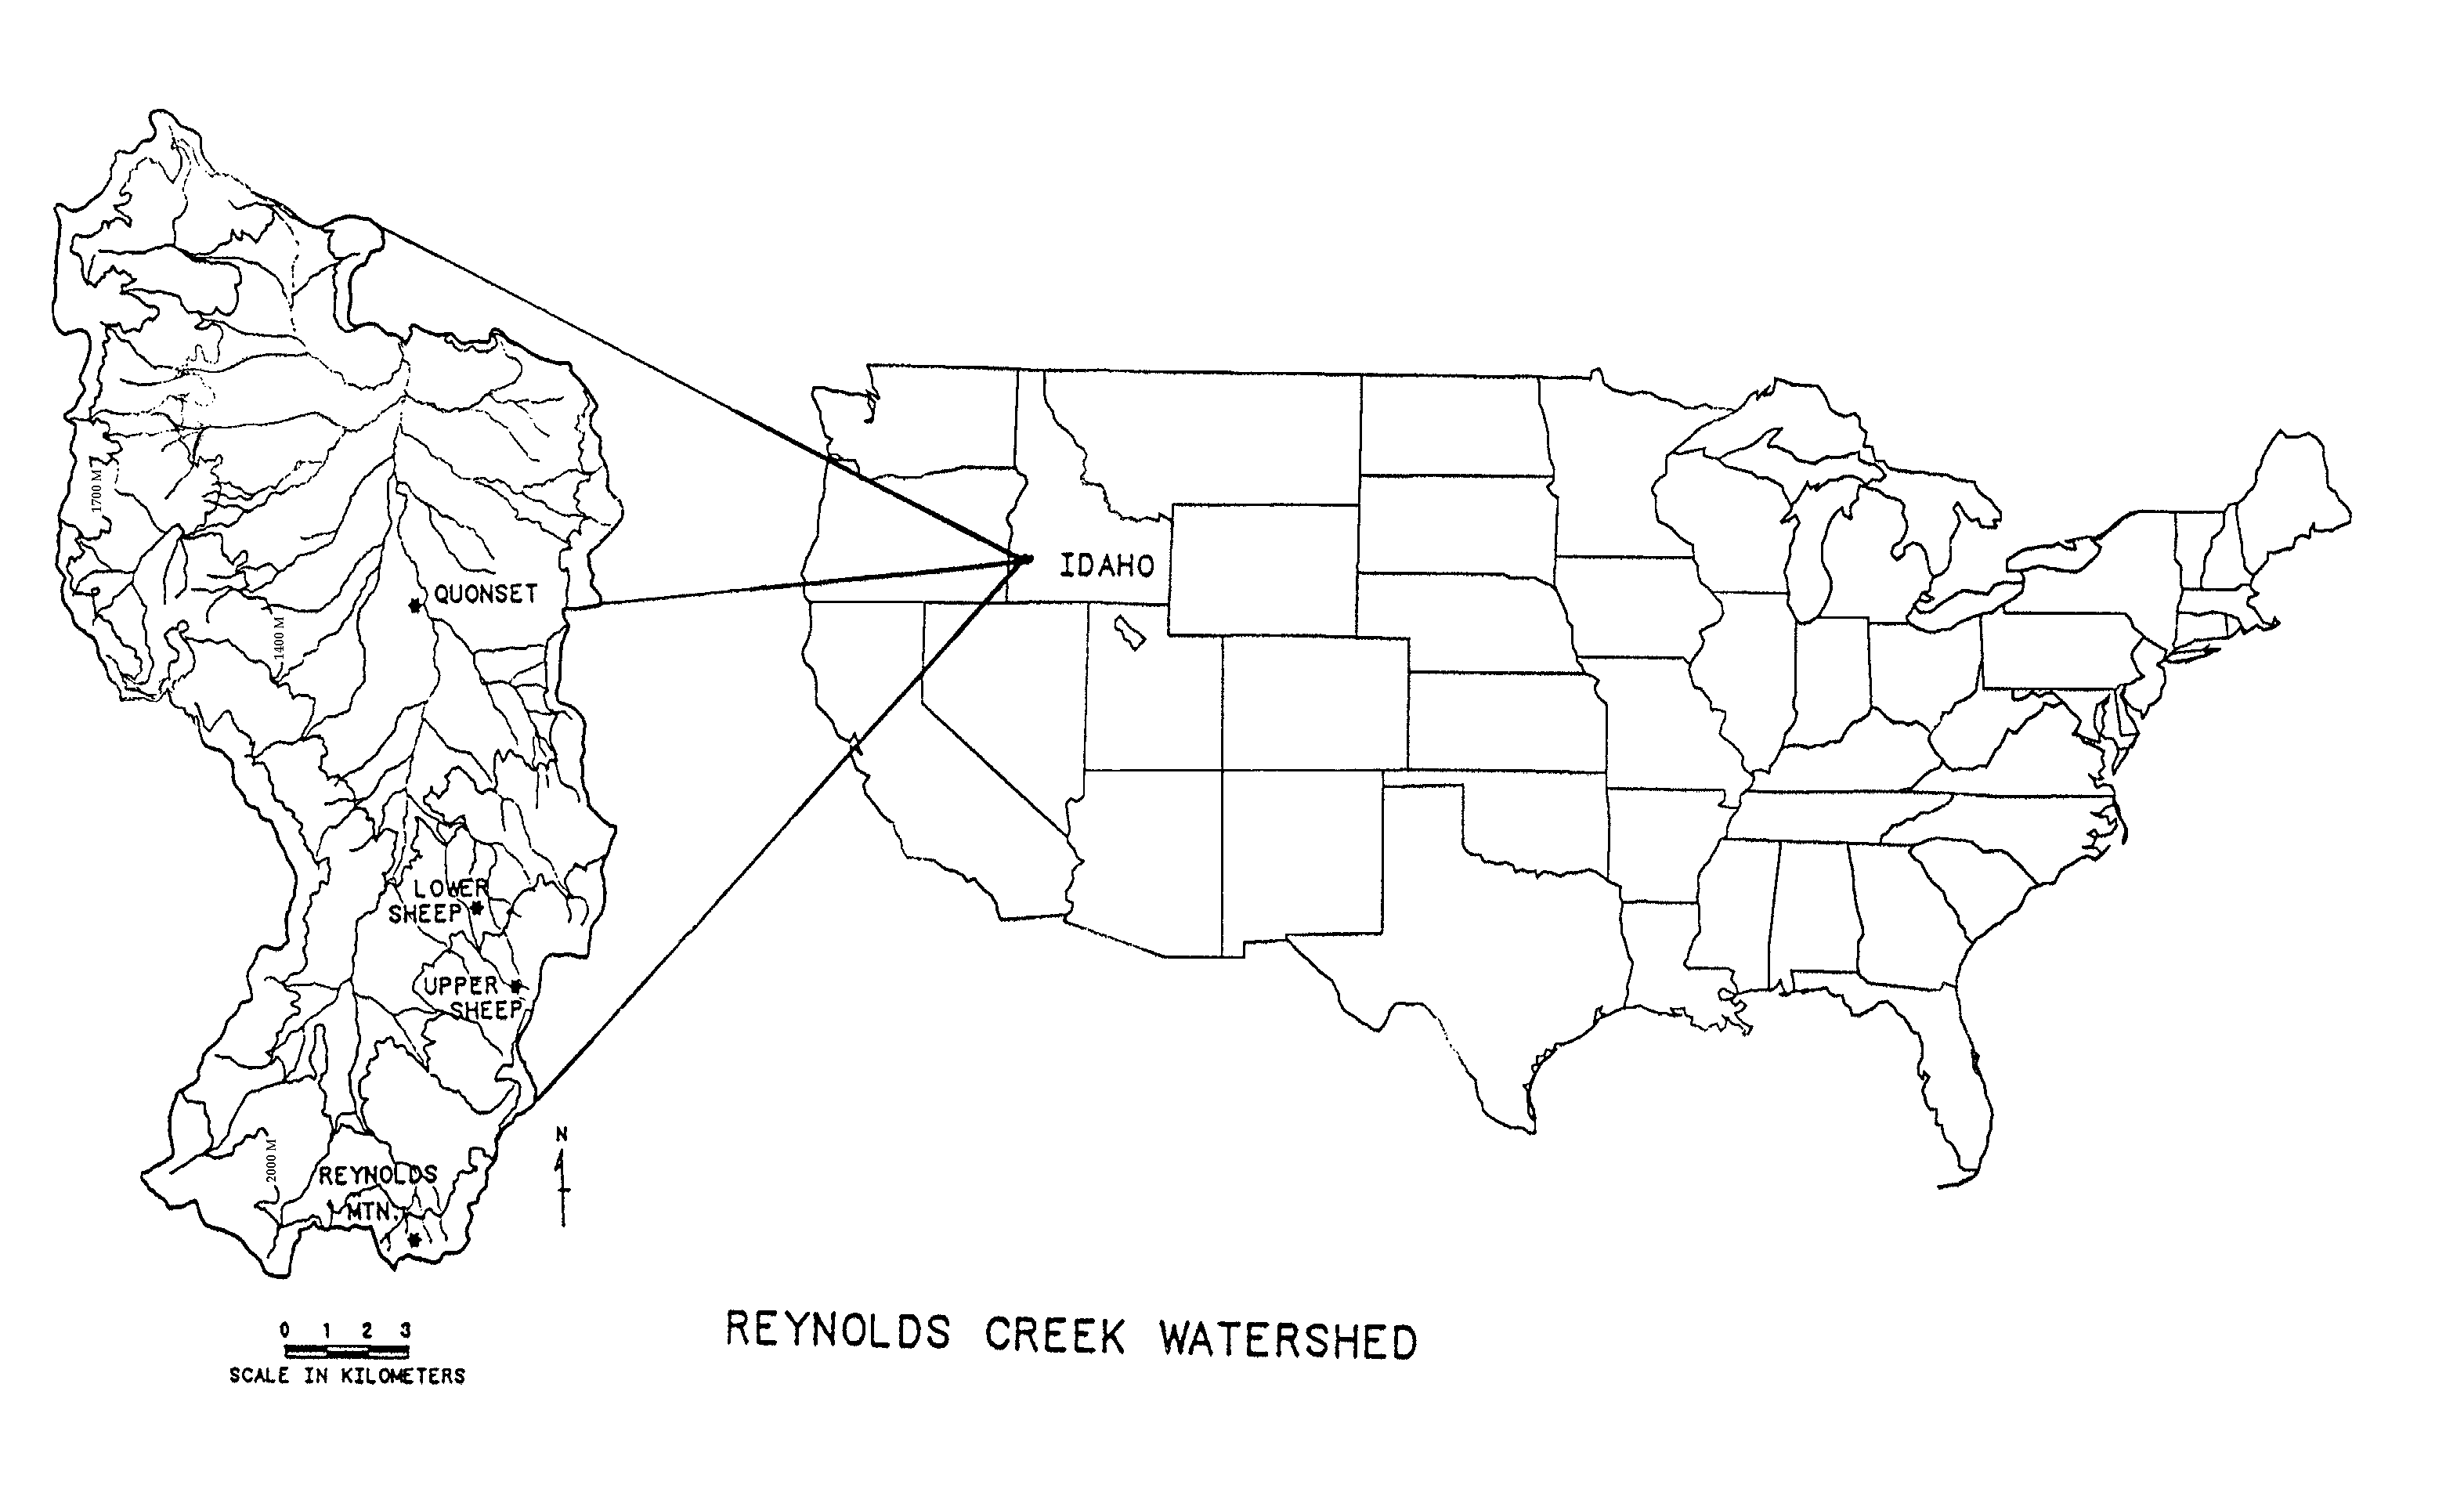 1700 M
QUONSET
1400 M
IDAHO
LOWER
SHEEP
UPPER
SHEEP
N
2000 M
REYNOLDS
MTN.
0 1 2 3
SCALE IN KILOMETERS
REYNOLDS CREEK WATERSHED